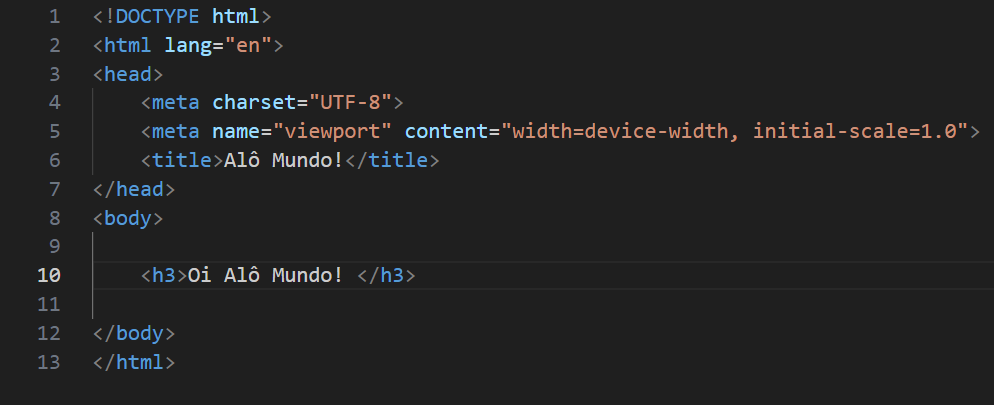 1 <!DOCTYPE html>
2 <html lang="en">
3 <head>
4     <meta charset="UTF-8">
5     <meta name="viewport" content="width=device-width, initial-scale=1.0">
6     <title>Alô Mundo!</title>
7 </head>
8 <body>
9
10     <h3>Oi Alô Mundo! </h3>
11
12 </body>
13 </html>